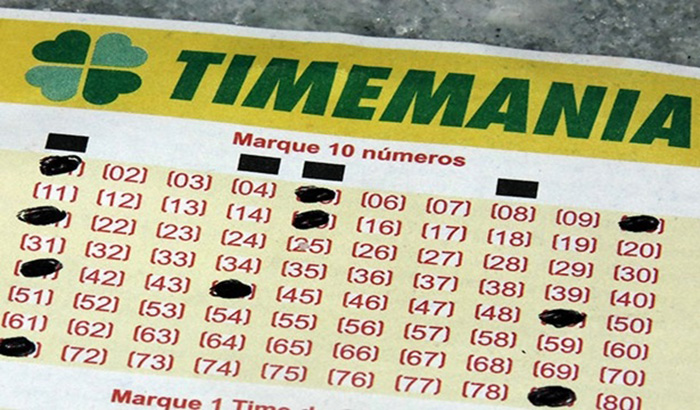 TIMEMANIA
Marque 10 números
(02) (03) (04) (06) (07) (08) (09)
(11) (12) (13) (14) (16) (17) (18) (19) (20)
(22) (23) (24) (25) (26) (27) (28) (29) (30)
(31) (32) (33) (34) (35) (36) (37) (38) (39) (40)
(42) (43) (45) (46) (47) (48) (50)
(51) (52) (53) (54) (55) (56) (57) (58) (59) (60)
(61) (62) (63) (64) (65) (66) (67) (68) (69) (70)
(72) (73) (74) (75) (76) (77) (78) (80)
Marque 1 Time